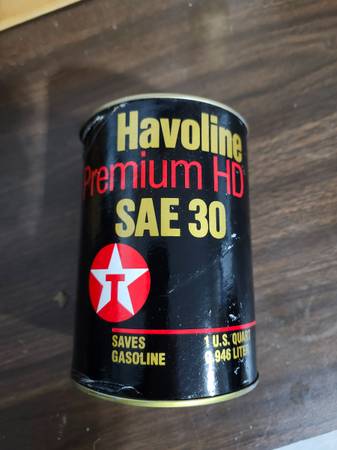 Havoline
Premium HD
SAE 30
T
SAVES
GASOLINE
1 U.S. QUART
0.946 LITER